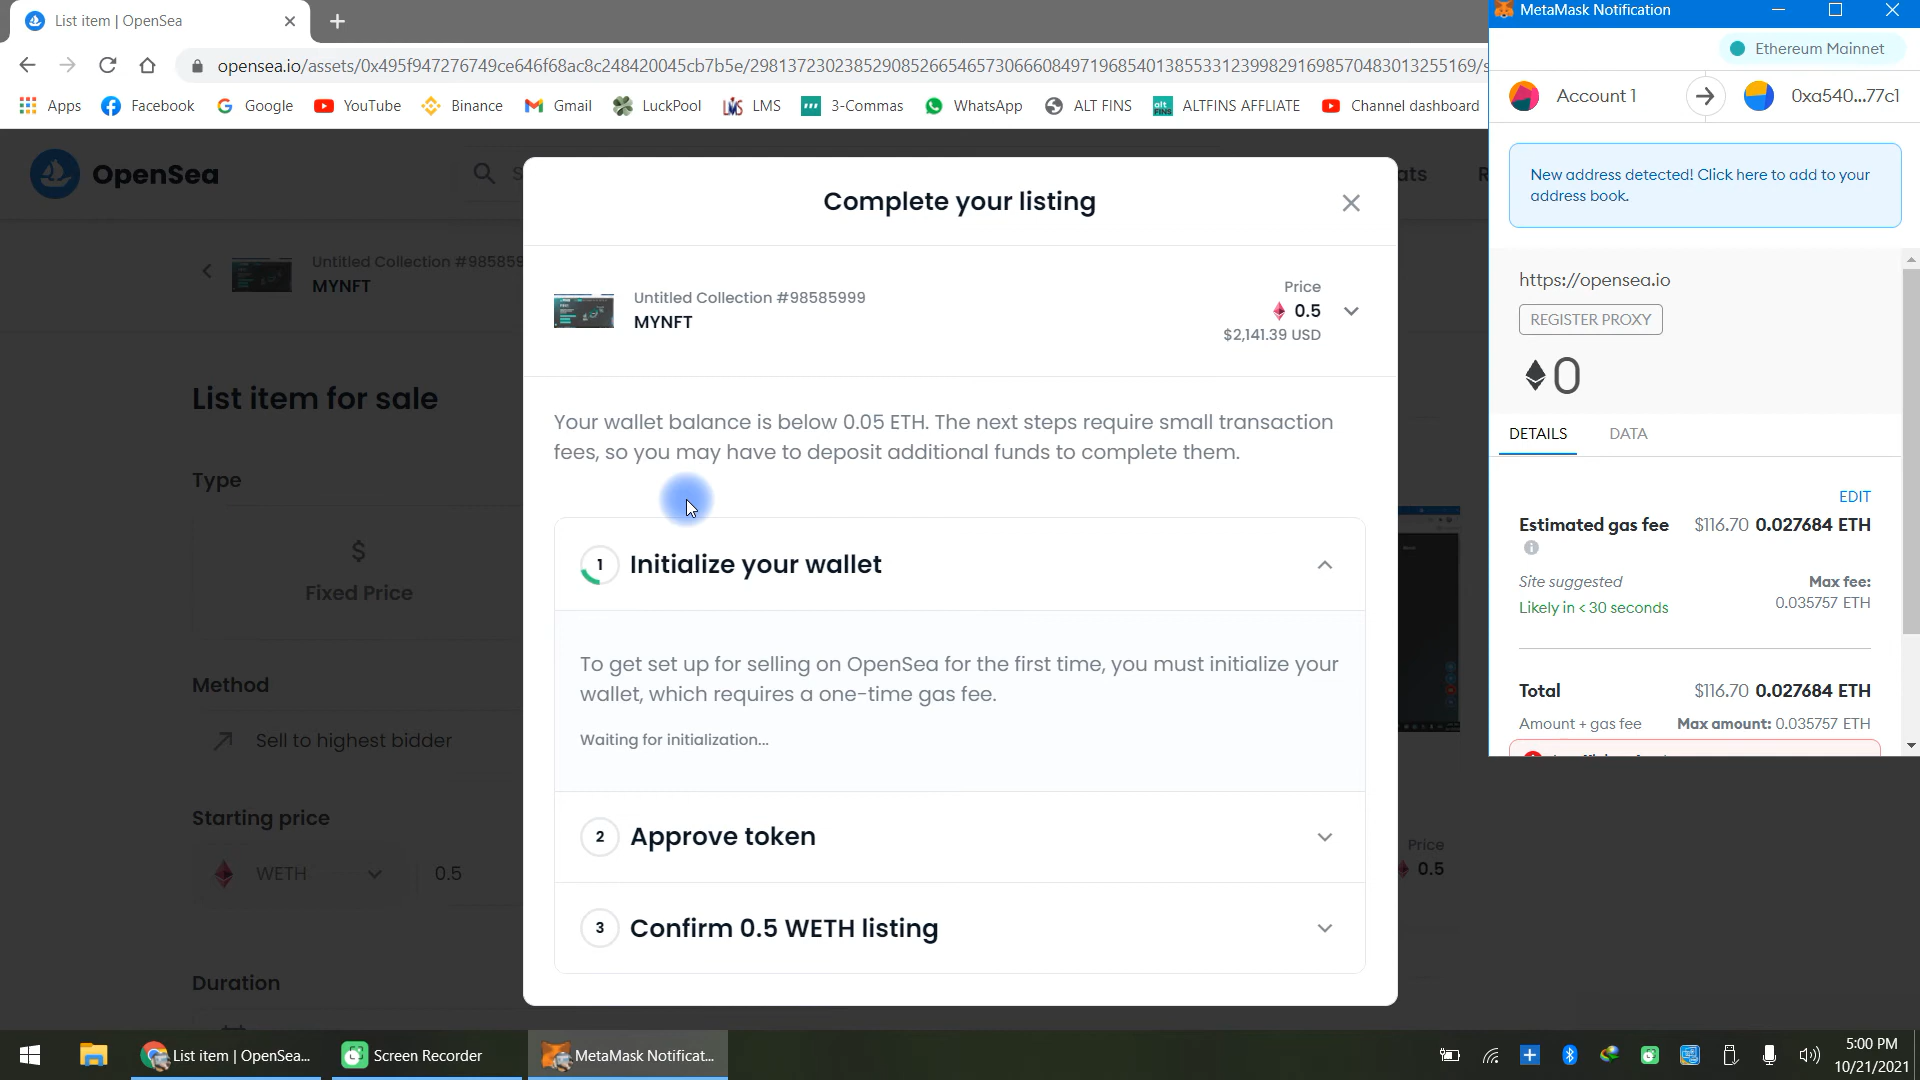 List item | OpenSea
MetaMask Notification
opensea.io/assets/0x495f947276749ce646f68ac8c248420045cb7b5e/
Ethereum Mainnet
Apps
Facebook
Google
YouTube
Binance
Gmail
LuckPool
LMS
3-Commas
WhatsApp
ALT FINS
ALTFINS AFFLIATE
Channel dashboard
Account 1
0xa540...77c1
OpenSea
Complete your listing
New address detected! Click here to add to your
address book.
Untitled Collection #985859
MYNFT
Untitled Collection #98585999
MYNFT
Price
0.5
$2,141.39 USD
https://opensea.io
REGISTER PROXY
0
DETAILS
DATA
List item for sale
Your wallet balance is below 0.05 ETH. The next steps require small transaction
fees, so you may have to deposit additional funds to complete them.
Type
$
Fixed Price
1
Initialize your wallet
To get set up for selling on OpenSea for the first time, you must initialize your
wallet, which requires a one-time gas fee.
Waiting for initialization...
EDIT
Estimated gas fee $116.70 0.027684 ETH
Site suggested
Max fee:
Likely in < 30 seconds
0.035757 ETH
Total $116.70 0.027684 ETH
Amount + gas fee Max amount: 0.035757 ETH
Method
Sell to highest bidder
Starting price
WETH
0.5
2
Approve token
3
Confirm 0.5 WETH listing
Price
0.5
Duration
List item | OpenSea...
Screen Recorder
MetaMask Notificat...
5:00 PM
10/21/2021